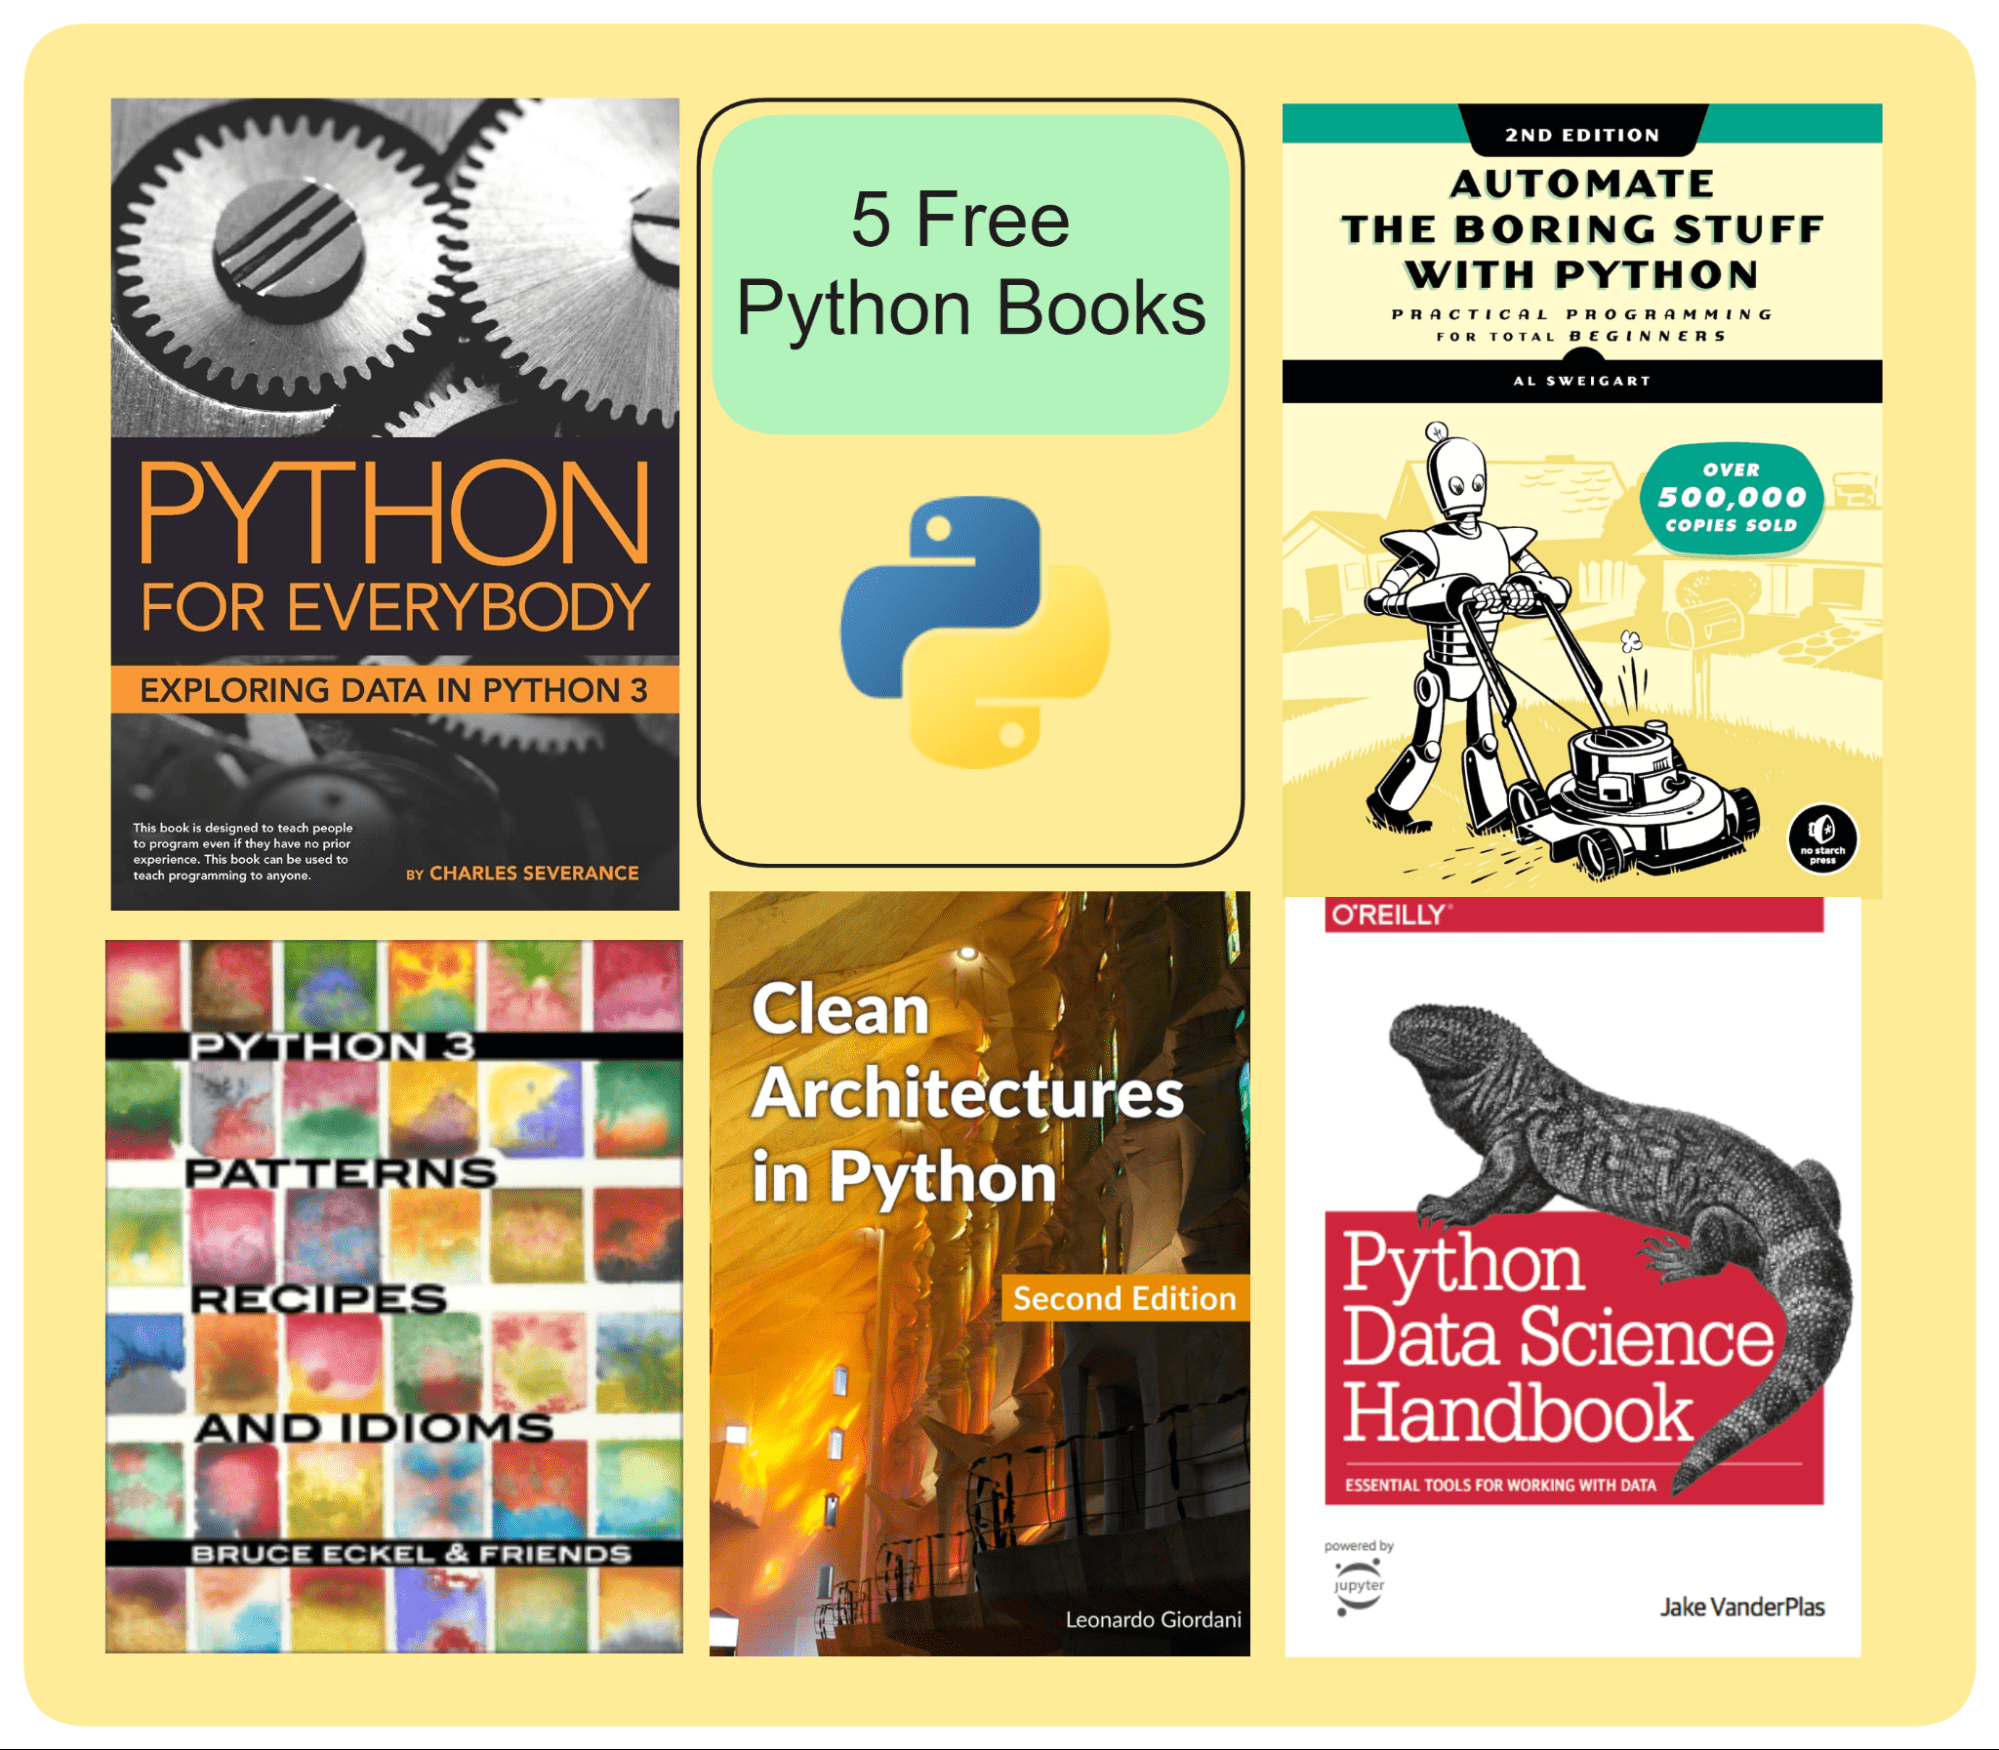 PYTHON
FOR EVERYBODY
EXPLORING DATA IN PYTHON 3
This book is designed to teach people
to program even if they have no prior
experience. This book can be used to
teach programming to anyone.
BY CHARLES SEVERANCE
5 Free
Python Books
2ND EDITION
AUTOMATE
THE BORING STUFF
WITH PYTHON
PRACTICAL PROGRAMMING
FOR TOTAL BEGINNERS
AL SWEIGART
OVER
500,000
COPIES SOLD
no starch
press
PYTHON 3
PATTERNS
RECIPES
AND IDIOMS
BRUCE ECKEL & FRIENDS
Clean
Architectures
in Python
Second Edition
Leonardo Giordani
O'REILLY®
Python
Data Science
Handbook
ESSENTIAL TOOLS FOR WORKING WITH DATA
powered by
jupyter
Jake VanderPlas